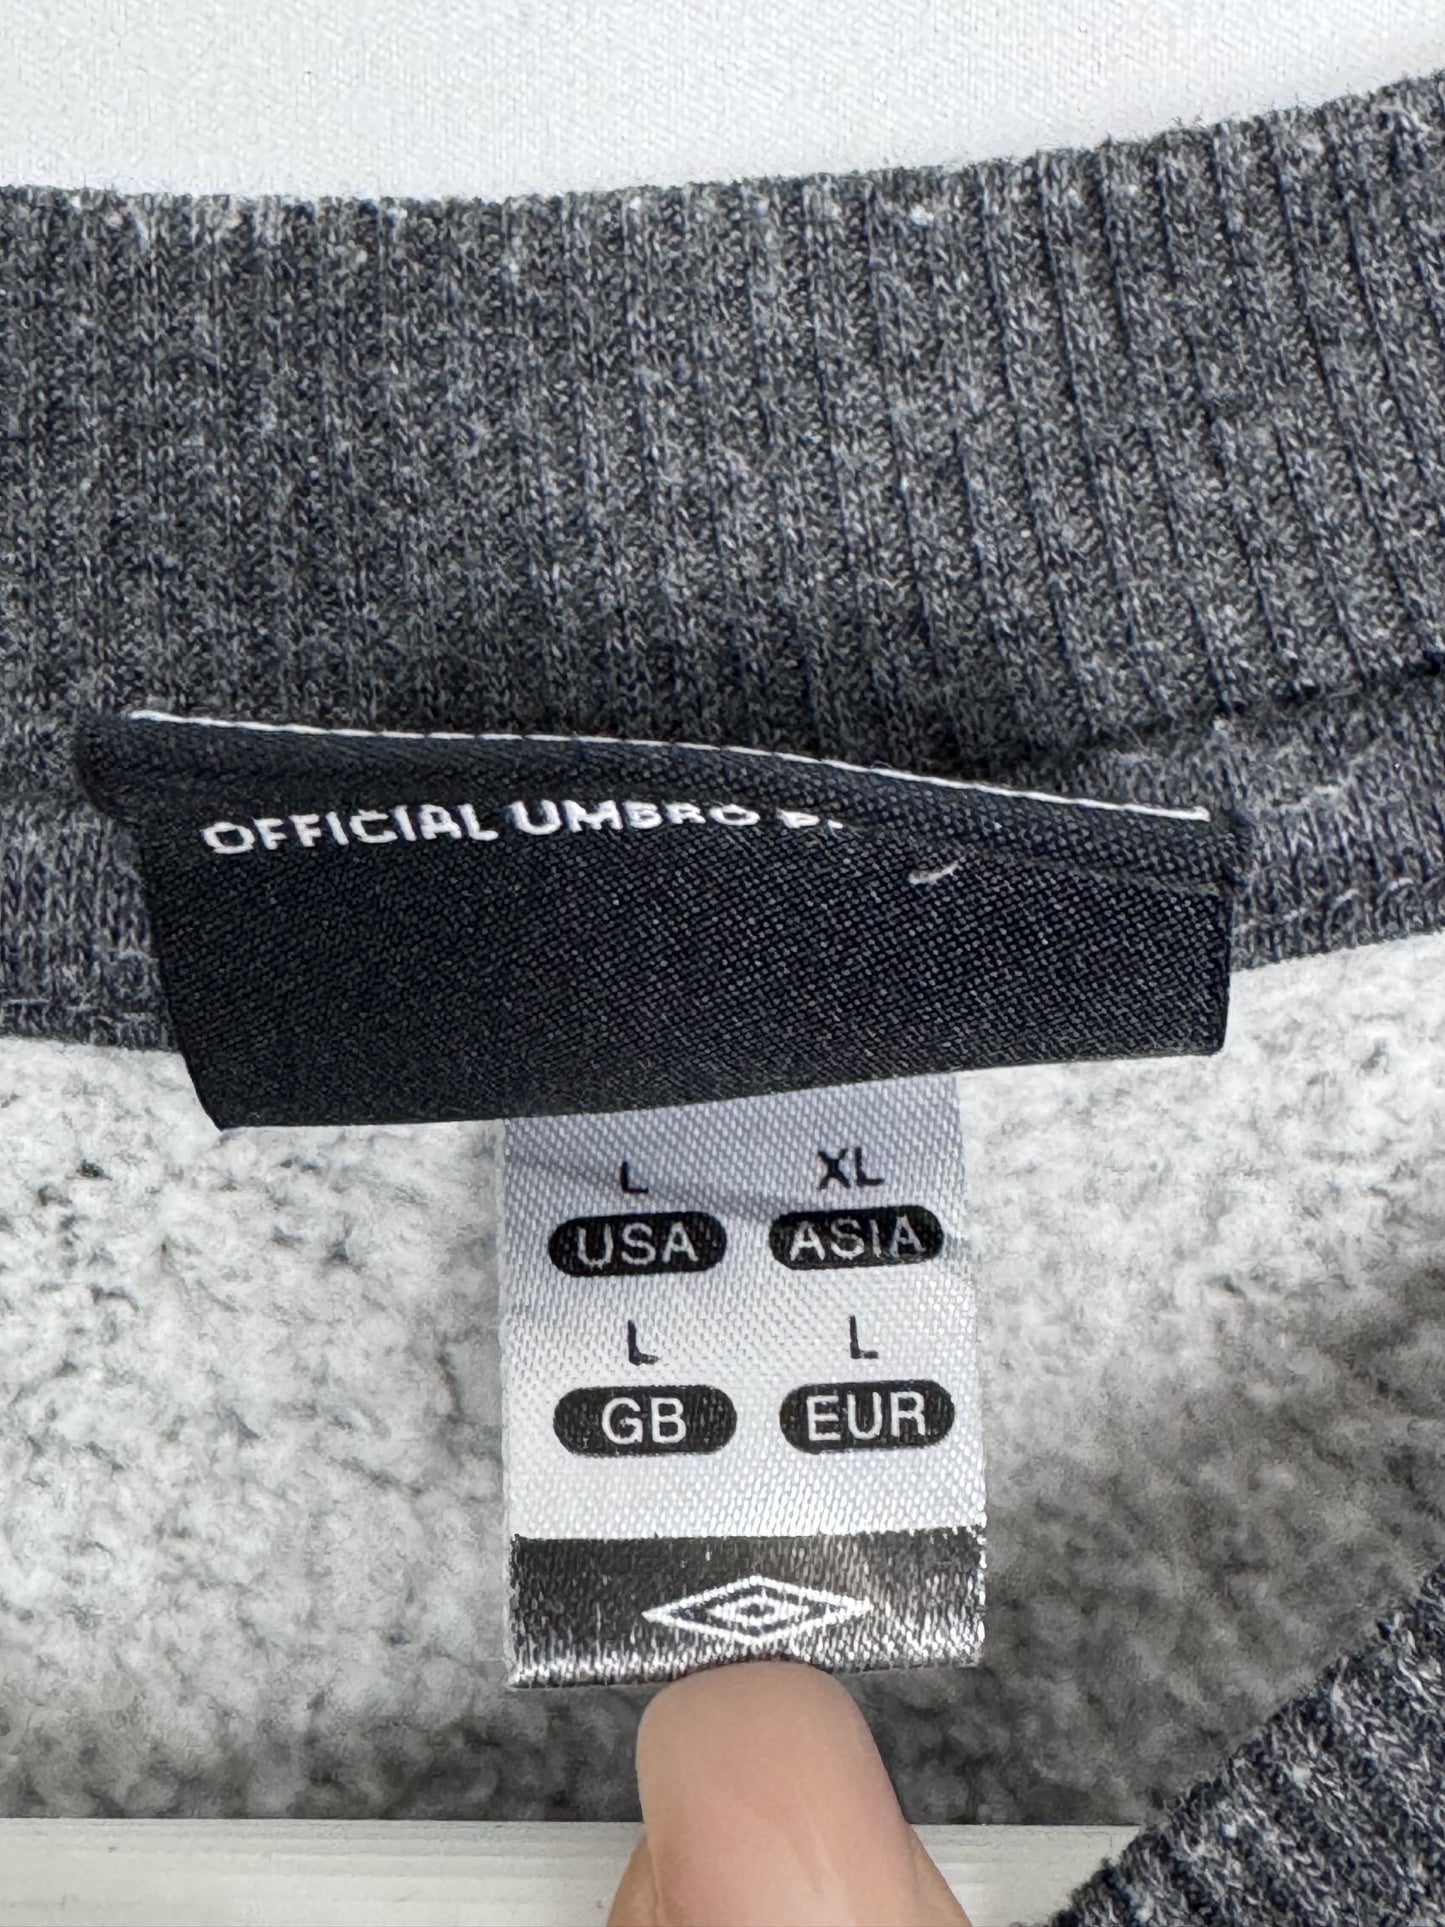 OFFICIAL UMBRO
L XL
USA ASIA
L L
GB EUR